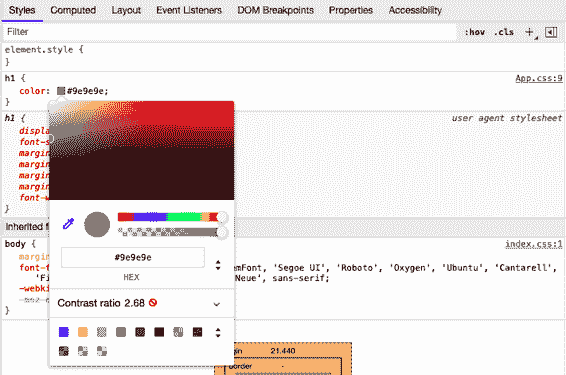 Styles Computed Layout Event Listeners DOM Breakpoints Properties Accessibility
Filter :hov .cls +
element.style {
}
h1 { App.css:9
color: #9e9e9e;
}
h1 { user agent stylesheet
displa
font-s
margin
margin
margin
margin
font-w
}
Inherited f
body { index.css:1
margin
font-f emFont, 'Segoe UI', 'Roboto', 'Oxygen', 'Ubuntu', 'Cantarell',
'Fi Neue', sans-serif;
-webki
}
#9e9e9e
HEX
Contrast ratio 2.68
gin 21.440
border -